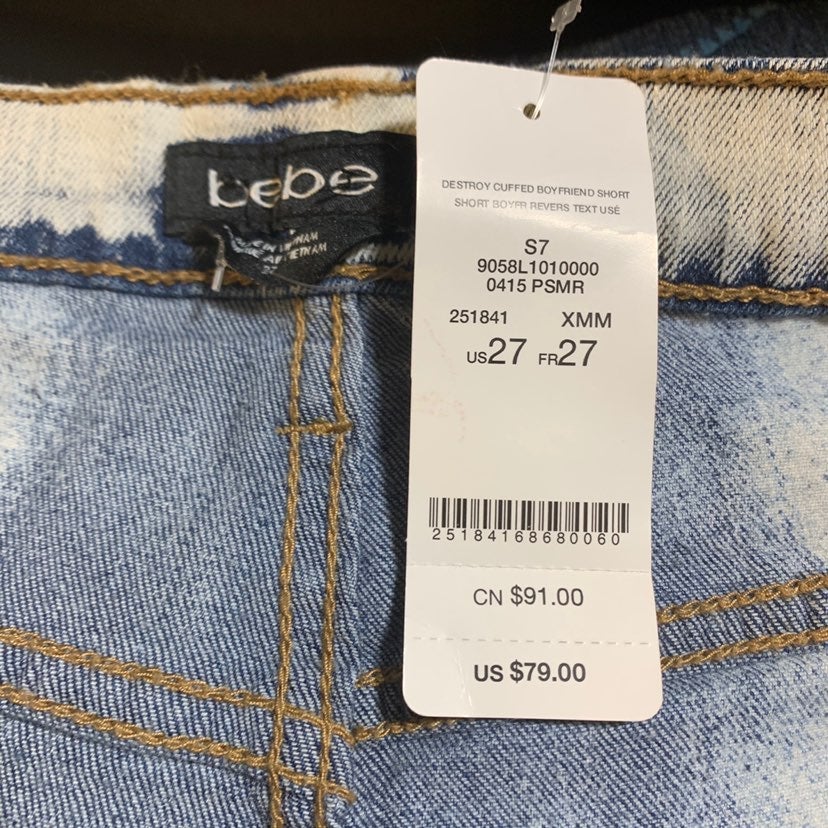 bebe
DESTROY CUFFED BOYFRIEND SHORT
SHORT BOYFR REVERS TEXT USÉ
S7
9058L1010000
0415 PSMR
251841 XMM
US27 FR27
25184168680060
CN $91.00
US $79.00